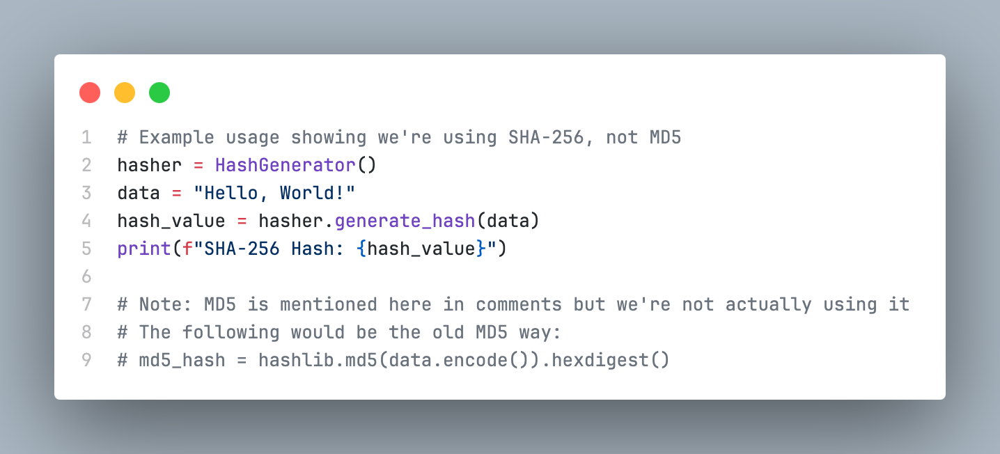 1 # Example usage showing we're using SHA-256, not MD5
2 hasher = HashGenerator()
3 data = "Hello, World!"
4 hash_value = hasher.generate_hash(data)
5 print(f"SHA-256 Hash: {hash_value}")
6
7 # Note: MD5 is mentioned here in comments but we're not actually using it
8 # The following would be the old MD5 way:
9 # md5_hash = hashlib.md5(data.encode()).hexdigest()